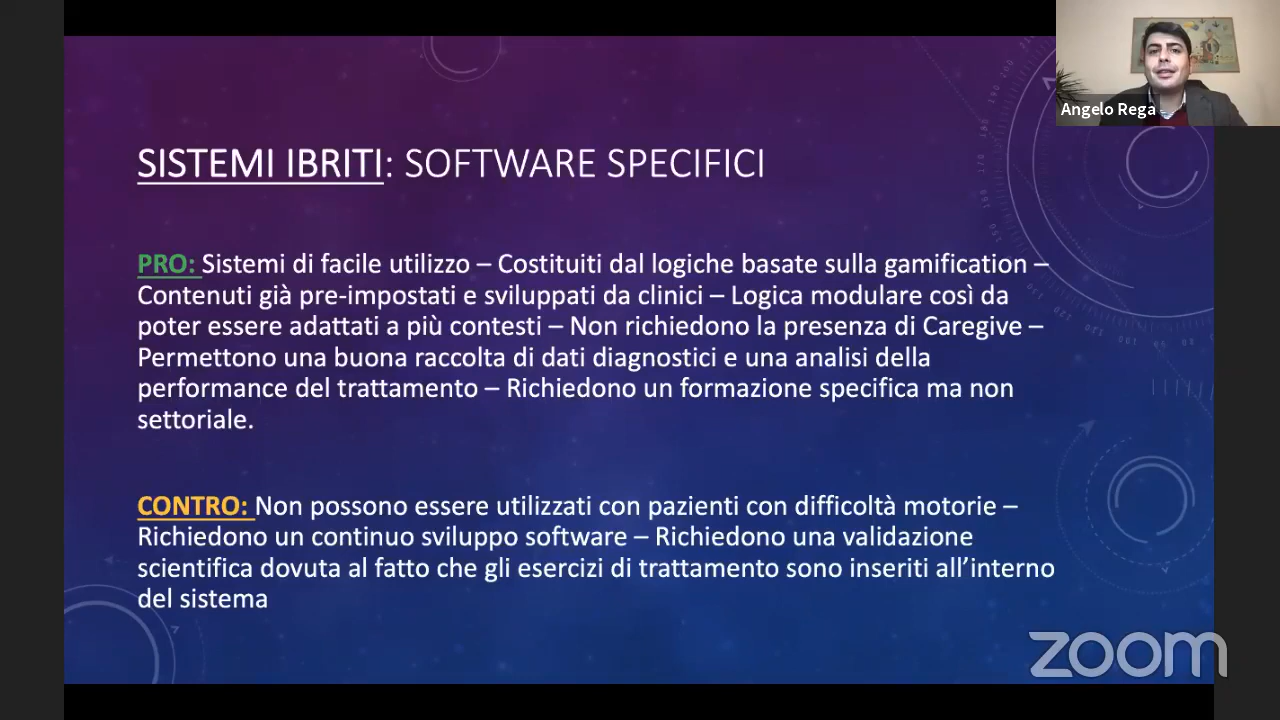 Angelo Rega
SISTEMI IBRITI: SOFTWARE SPECIFICI
PRO: Sistemi di facile utilizzo – Costituiti dal logiche basate sulla gamification –
Contenuti già pre-impostati e sviluppati da clinici – Logica modulare così da
poter essere adattati a più contesti – Non richiedono la presenza di Caregive –
Permettono una buona raccolta di dati diagnostici e una analisi della
performance del trattamento – Richiedono un formazione specifica ma non
settoriale.
CONTRO: Non possono essere utilizzati con pazienti con difficoltà motorie –
Richiedono un continuo sviluppo software – Richiedono una validazione
scientifica dovuta al fatto che gli esercizi di trattamento sono inseriti all’interno
del sistema
zoom